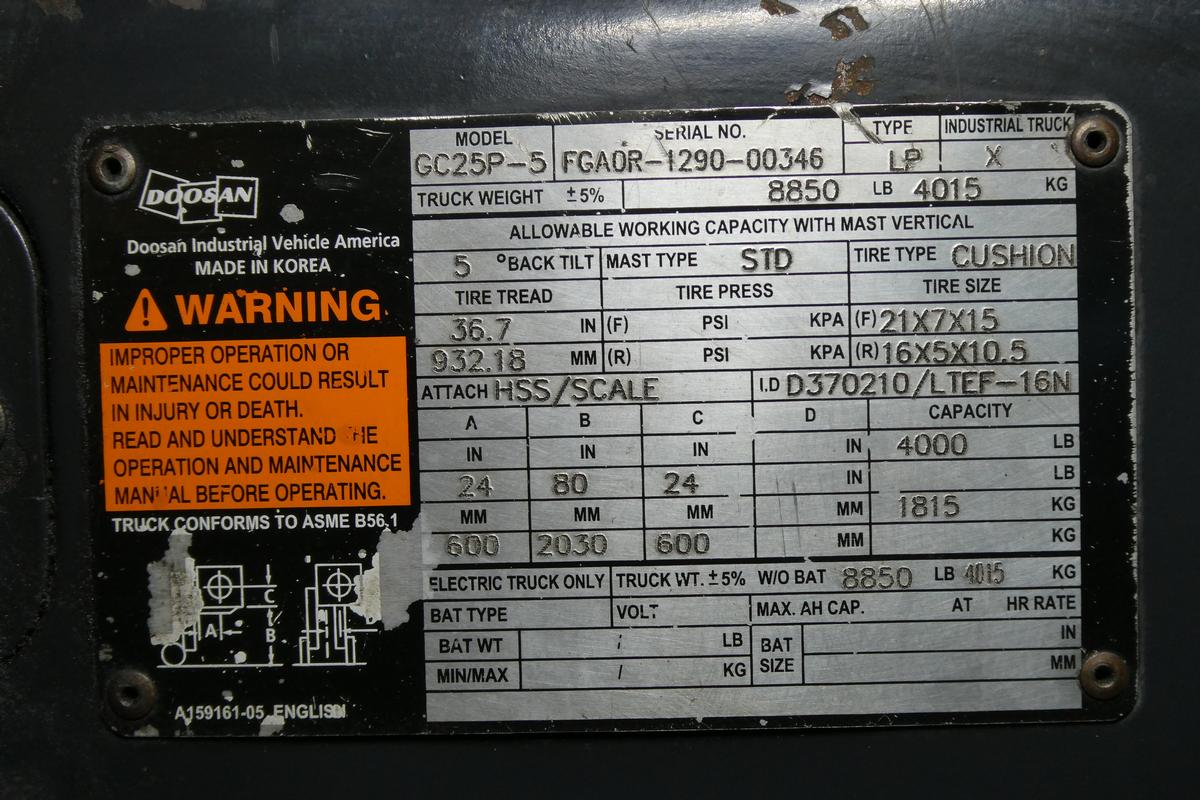 DOOSAN
Doosan Industrial Vehicle America
MADE IN KOREA
WARNING
IMPROPER OPERATION OR
MAINTENANCE COULD RESULT
IN INJURY OR DEATH.
READ AND UNDERSTAND THE
OPERATION AND MAINTENANCE
MANUAL BEFORE OPERATING.
TRUCK CONFORMS TO ASME B56.1
C
A
B
A159161-05 ENGLISH
MODEL SERIAL NO. TYPE INDUSTRIAL TRUCK
GC25P-5 FGA0R-1290-00346 LP X
TRUCK WEIGHT ±5% 8850 LB 4015 KG
ALLOWABLE WORKING CAPACITY WITH MAST VERTICAL
5 °BACK TILT MAST TYPE STD TIRE TYPE CUSHION
TIRE TREAD TIRE PRESS TIRE SIZE
36.7 IN (F) PSI KPA (F) 21X7X15
932.18 MM (R) PSI KPA (R) 16X5X10.5
ATTACH HSS/SCALE I.D D370210/LTEF-16N
A B C D CAPACITY
IN IN IN IN 4000 LB
24 80 24 IN LB
MM MM MM 1815 KG
600 2030 600 MM KG
ELECTRIC TRUCK ONLY TRUCK WT. ±5% W/O BAT 8850 LB 4015 KG
BAT TYPE VOLT MAX. AH CAP. AT HR RATE
BAT WT / LB BAT SIZE IN
MIN/MAX / KG MM